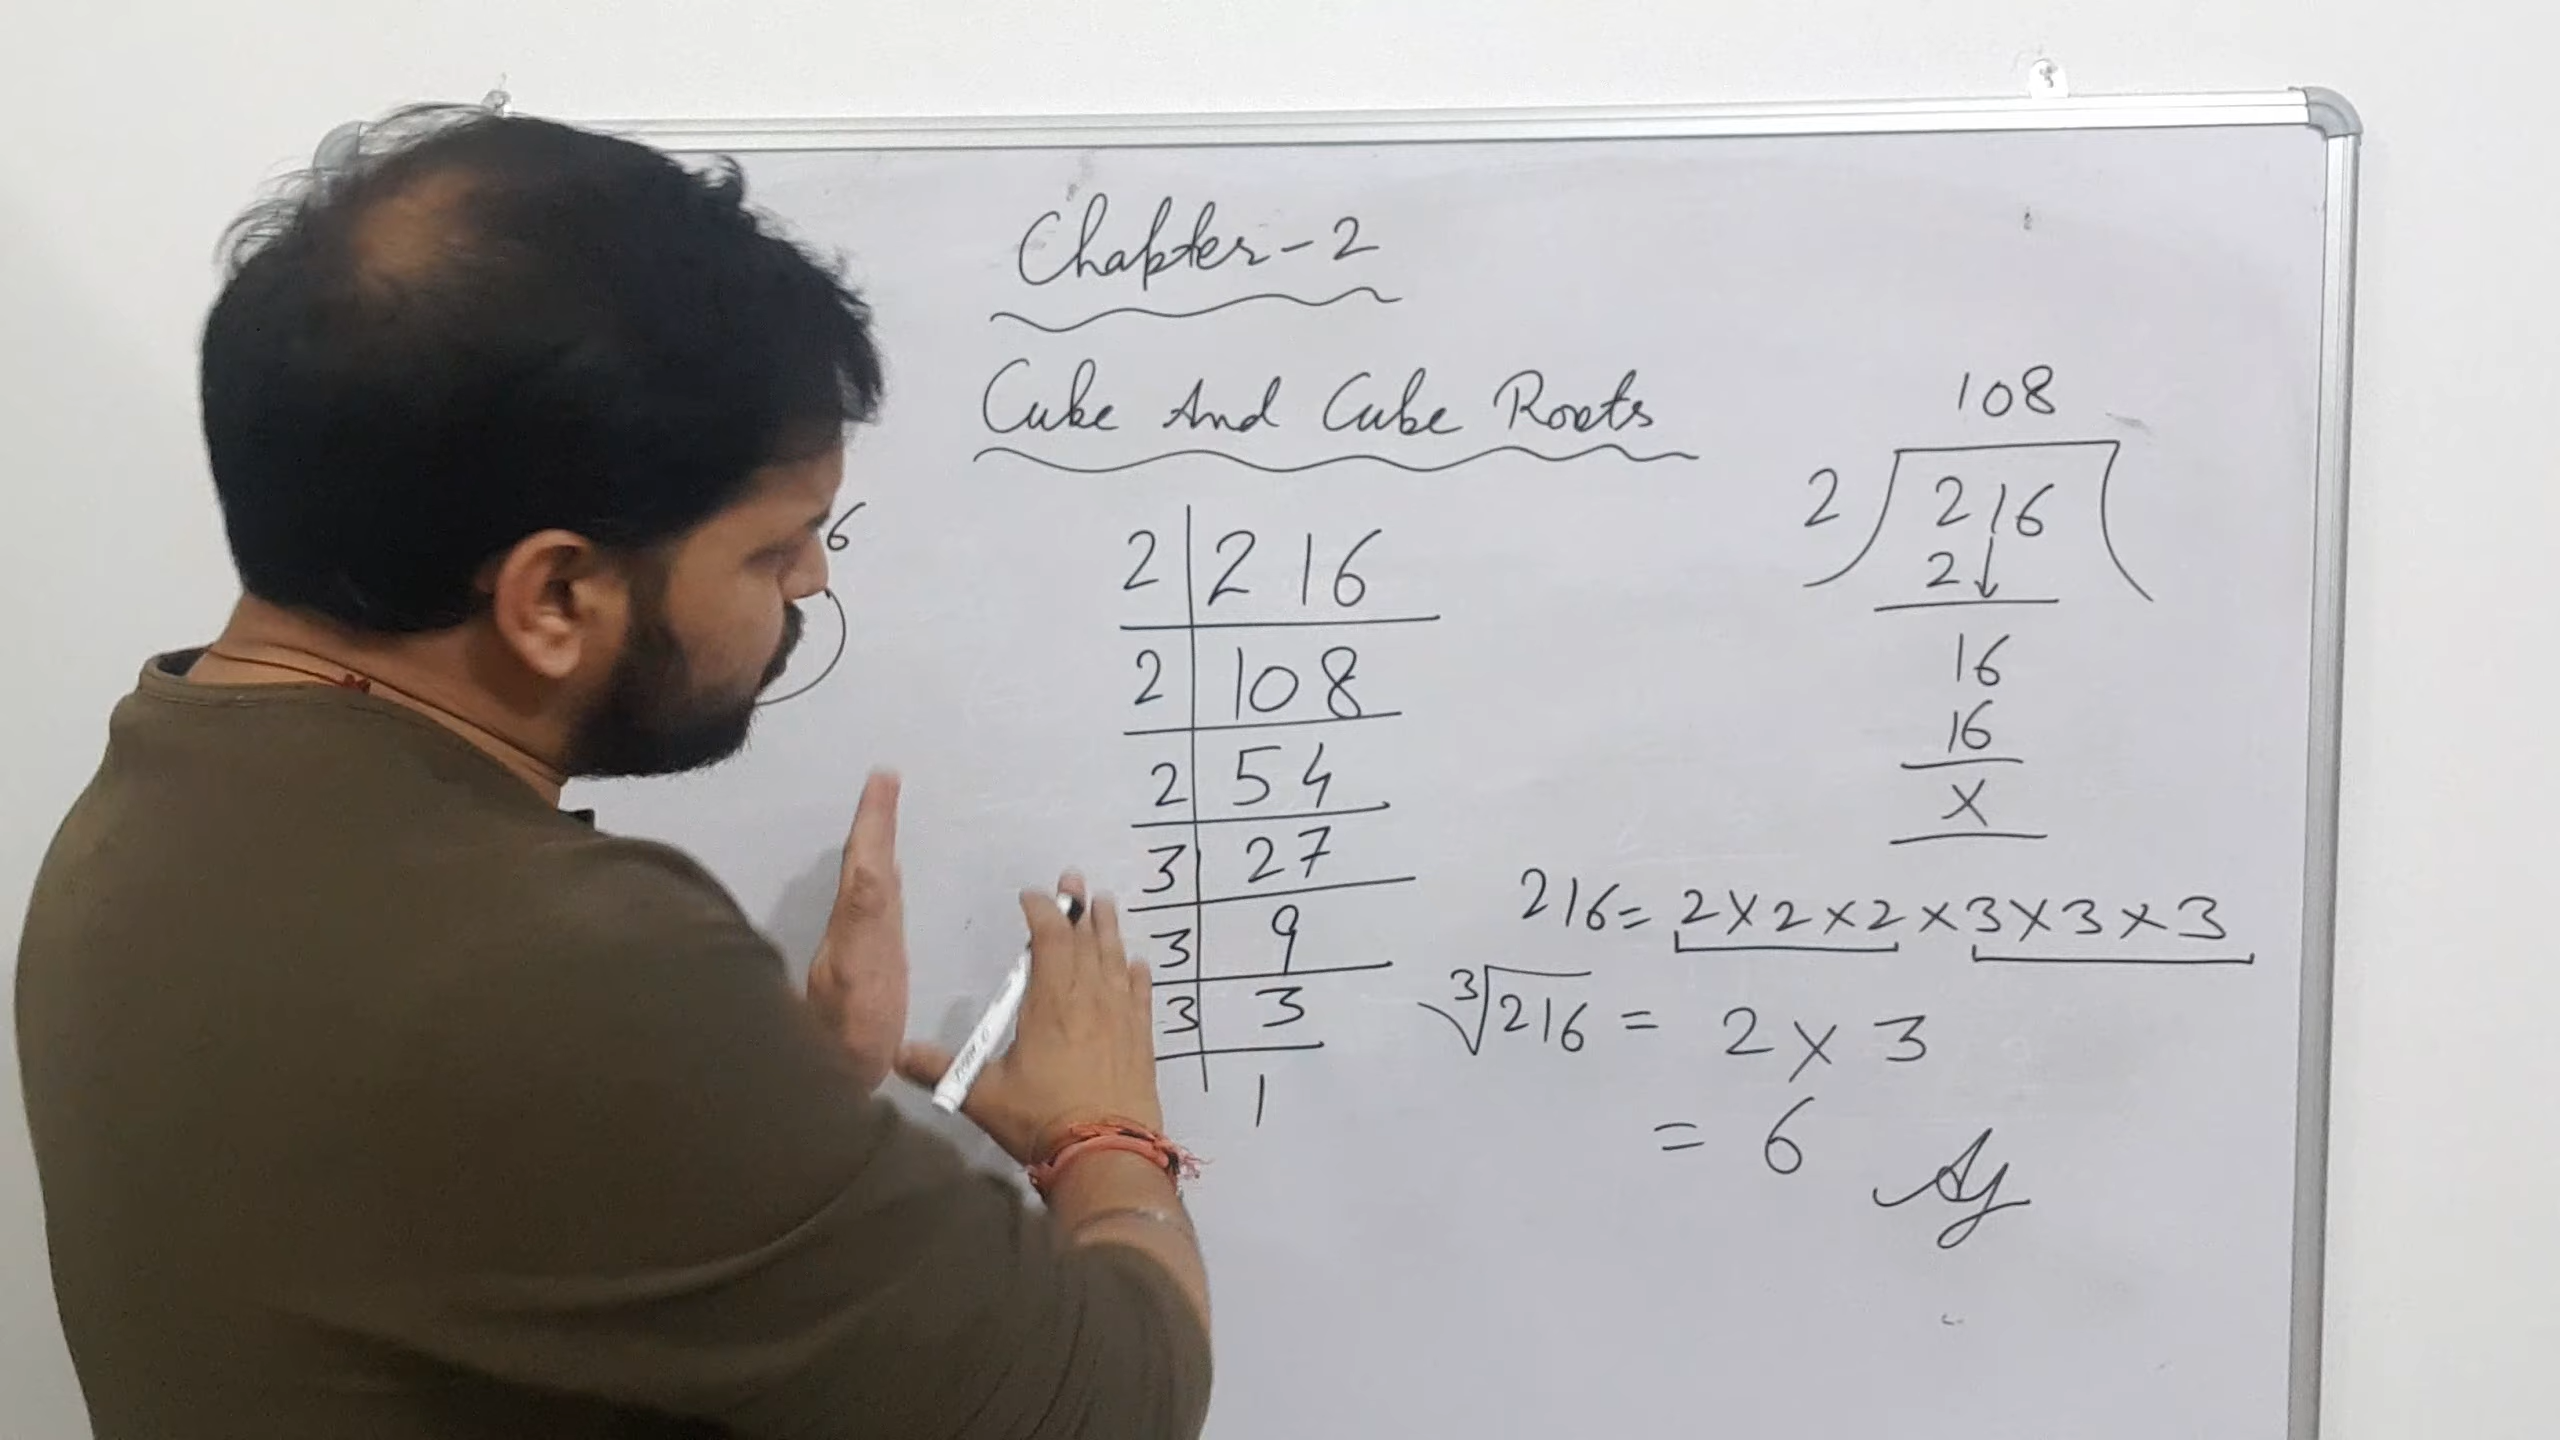 Chapter-2
Cube And Cube Roots
6
2 | 216
2 | 108
2 | 54
3 | 27
3 | 9
3 | 3
1
108
2 ) 216 (
2↓
16
16
x
216= 2×2×2×3×3×3
∛216 = 2×3
= 6